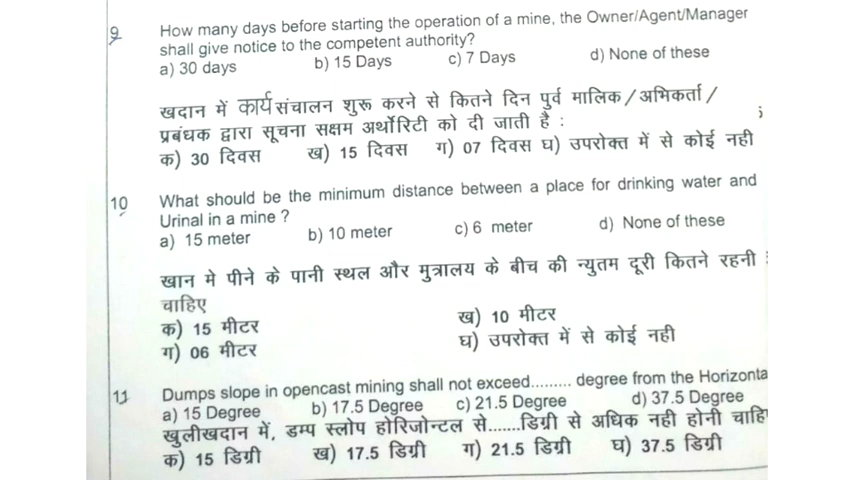 9 How many days before starting the operation of a mine, the Owner/Agent/Manager
shall give notice to the competent authority?
a) 30 days b) 15 Days c) 7 Days d) None of these
खदान में कार्य संचालन शुरू करने से कितने दिन पुर्व मालिक/अभिकर्ता/
प्रबंधक द्वारा सूचना सक्षम अर्थोरिटी को दी जाती है :
क) 30 दिवस ख) 15 दिवस ग) 07 दिवस घ) उपरोक्त में से कोई नही
10 What should be the minimum distance between a place for drinking water and
Urinal in a mine ?
a) 15 meter b) 10 meter c) 6 meter d) None of these
खान मे पीने के पानी स्थल और मुत्रालय के बीच की न्युतम दूरी कितने रहनी
चाहिए
क) 15 मीटर ख) 10 मीटर
ग) 06 मीटर घ) उपरोक्त में से कोई नही
11 Dumps slope in opencast mining shall not exceed......... degree from the Horizonta
a) 15 Degree b) 17.5 Degree c) 21.5 Degree d) 37.5 Degree
खुलीखदान में, डम्प स्लोप होरिजोन्टल से.......डिग्री से अधिक नही होनी चाहि
क) 15 डिग्री ख) 17.5 डिग्री ग) 21.5 डिग्री घ) 37.5 डिग्री